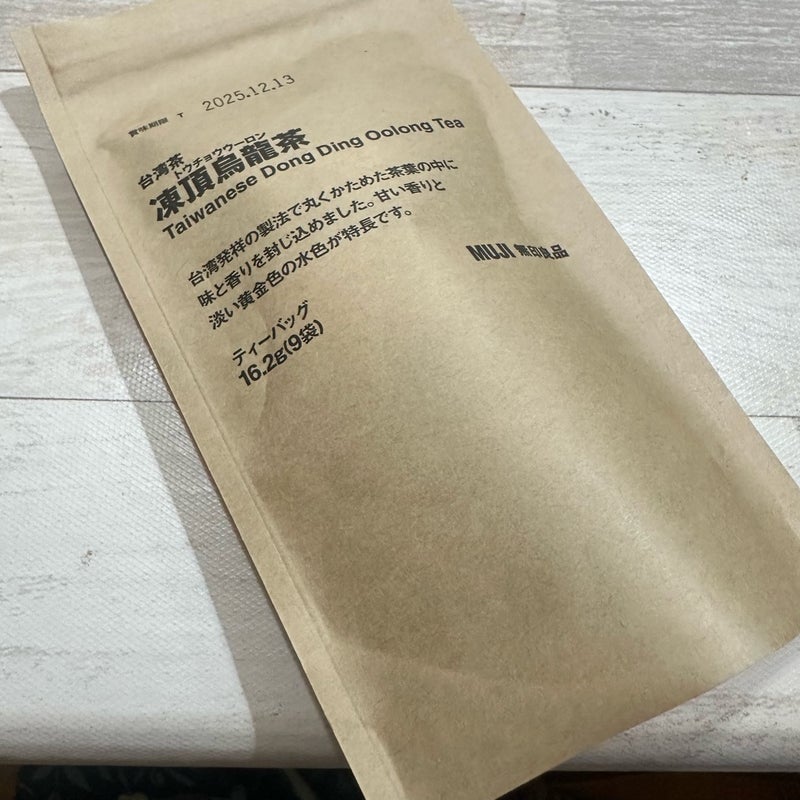 賞味期限 T 2025.12.13
台湾茶
トウチョウウーロン
凍頂烏龍茶
Taiwanese Dong Ding Oolong Tea
台湾発祥の製法で丸くかためた茶葉の中に
味と香りを封じ込めました。甘い香りと
淡い黄金色の水色が特長です。
MUJI 無印良品
ティーバッグ
16.2g(9袋)